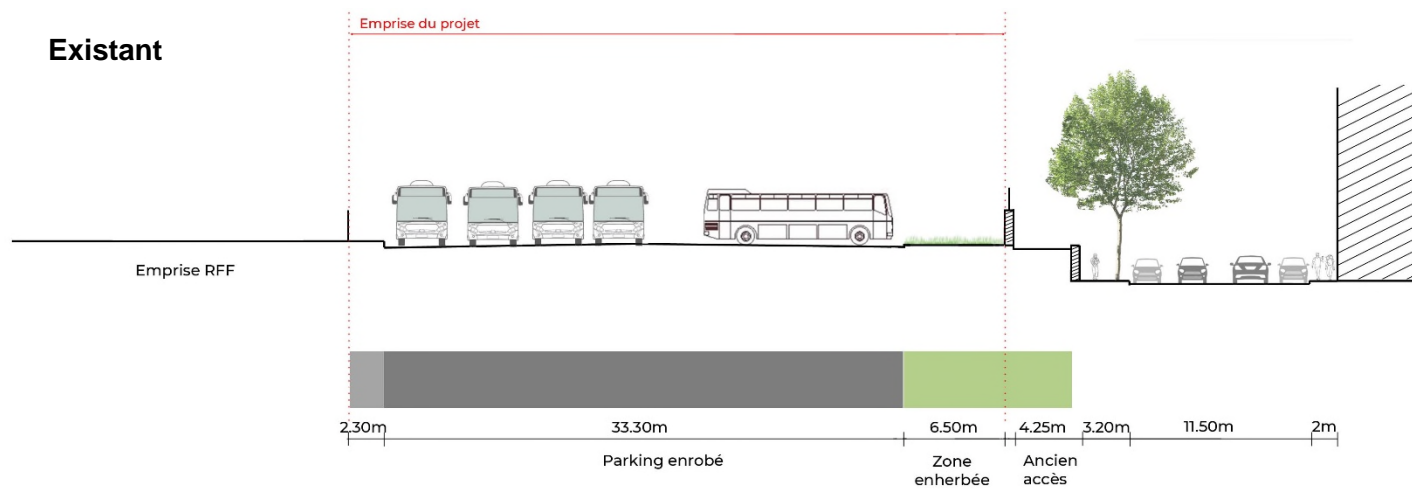 Emprise du projet
Existant
Emprise RFF
2.30m 33.30m 6.50m 4.25m 3.20m 11.50m 2m
Parking enrobé Zone enherbée Ancien accès